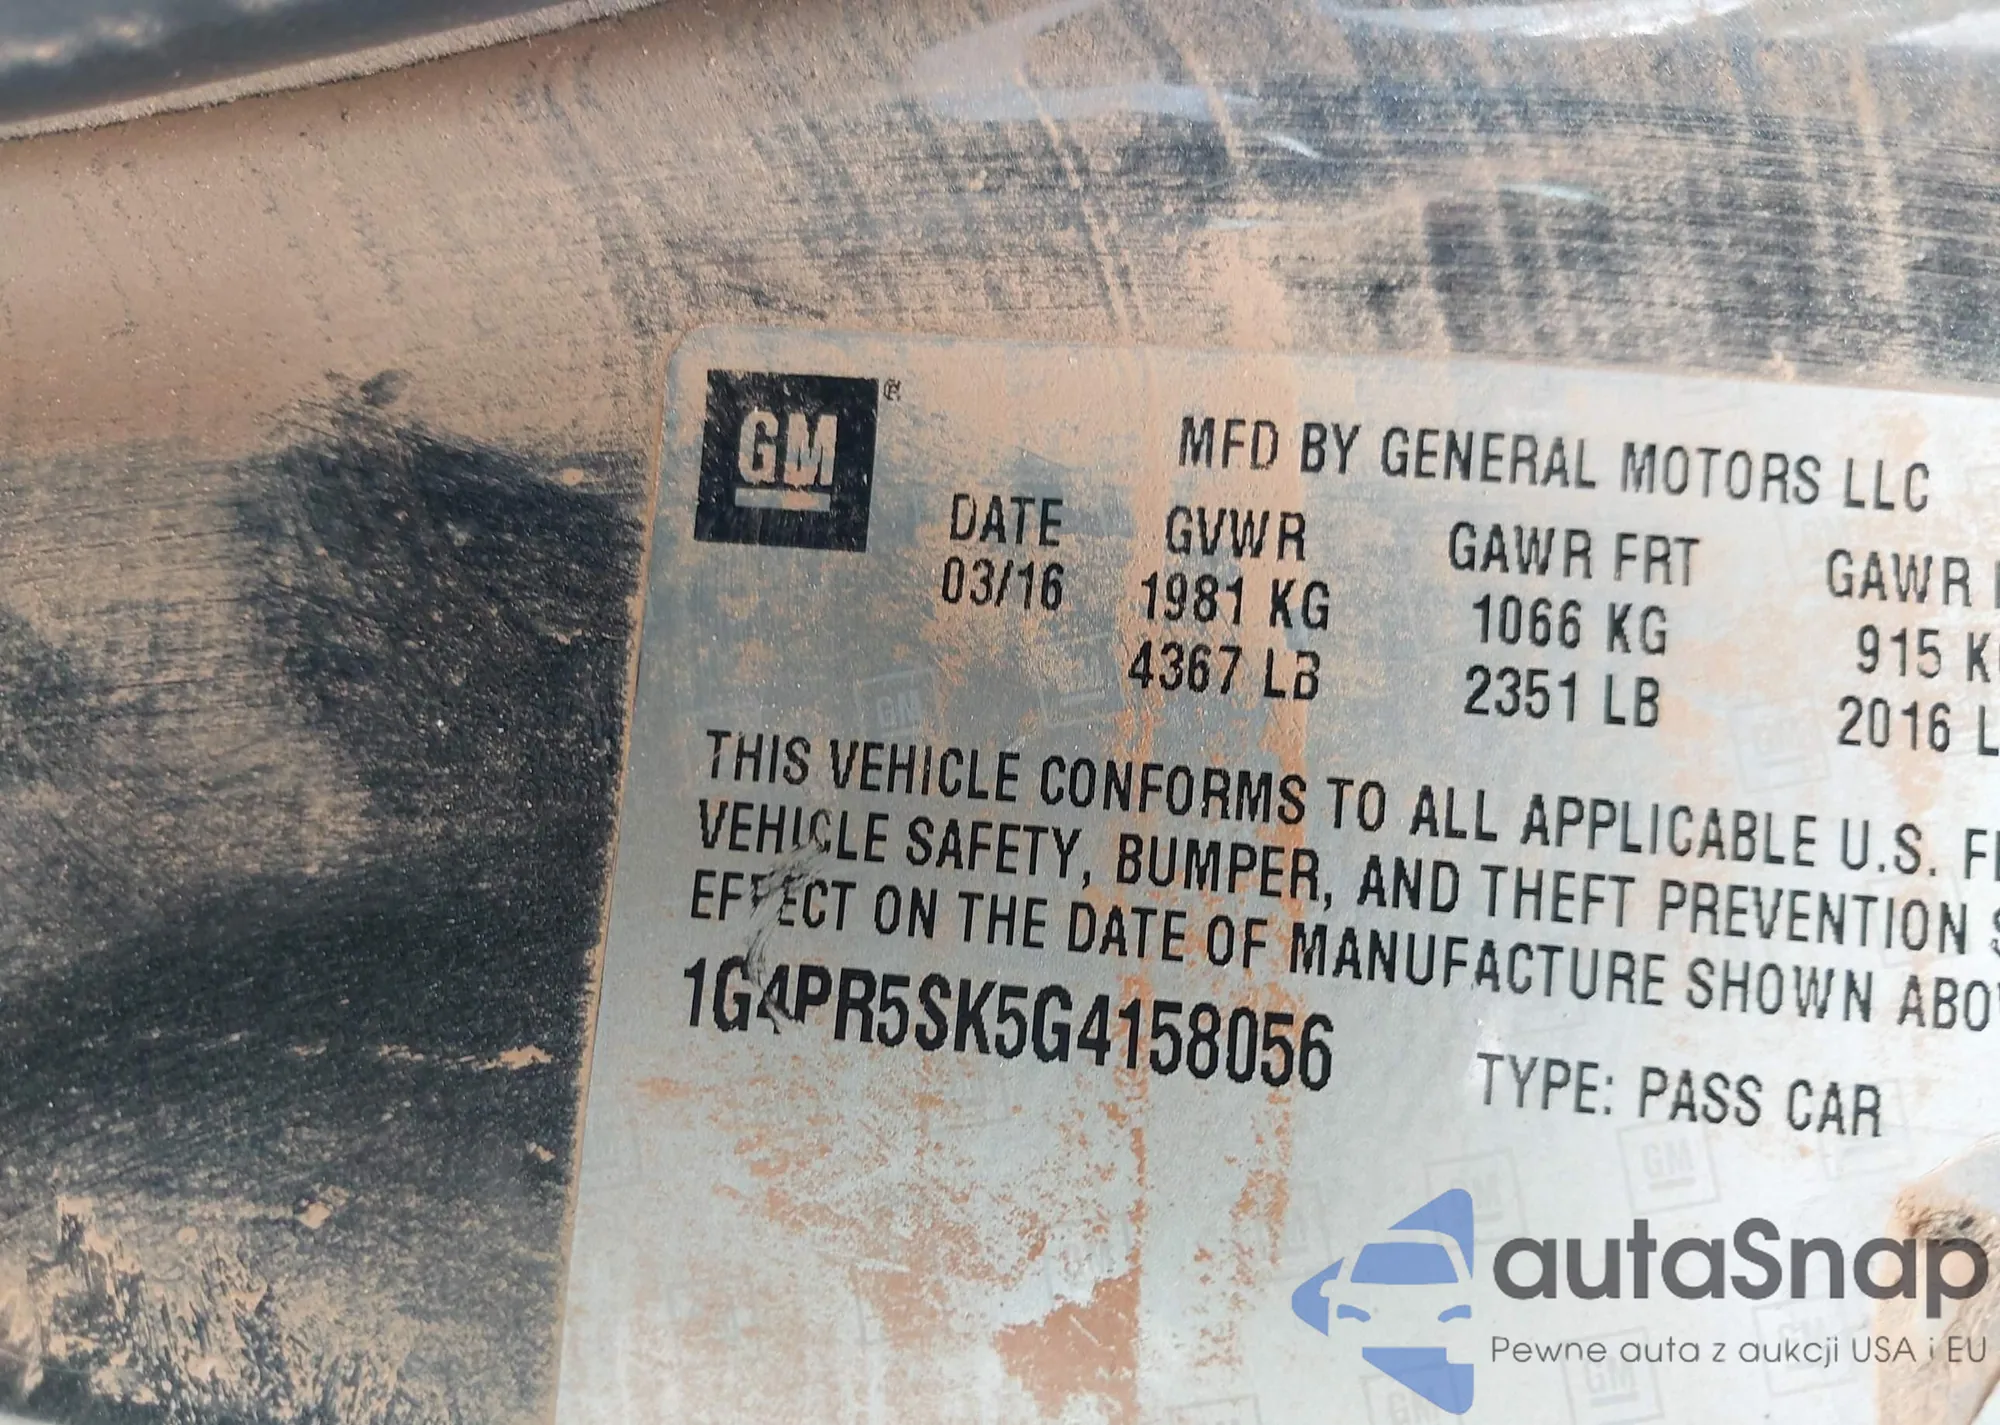 GM ®
MFD BY GENERAL MOTORS LLC
DATE GVWR GAWR FRT GAWR
03/16 1981 KG 1066 KG 915 K
4367 LB 2351 LB 2016 L
THIS VEHICLE CONFORMS TO ALL APPLICABLE U.S. F
VEHICLE SAFETY, BUMPER, AND THEFT PREVENTION S
EFFECT ON THE DATE OF MANUFACTURE SHOWN ABO
1G4PR5SK5G4158056
TYPE: PASS CAR
autaSnap
Pewne auta z aukcji USA i EU